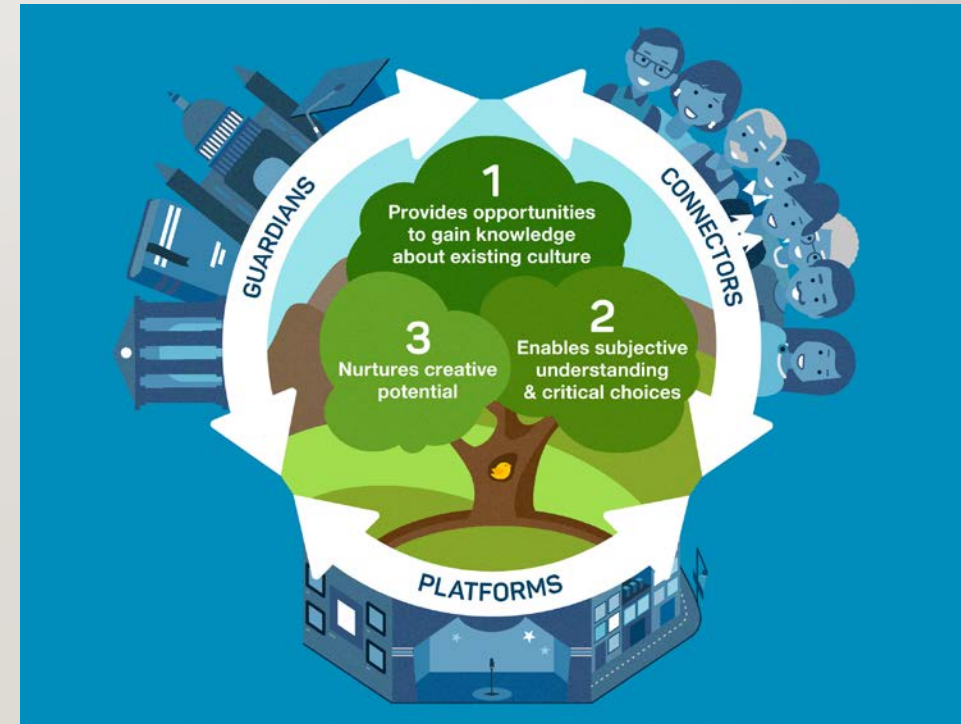 GUARDIANS
CONNECTORS
1
Provides opportunities
to gain knowledge
about existing culture
3
Nurtures creative
potential
2
Enables subjective
understanding
& critical choices
PLATFORMS